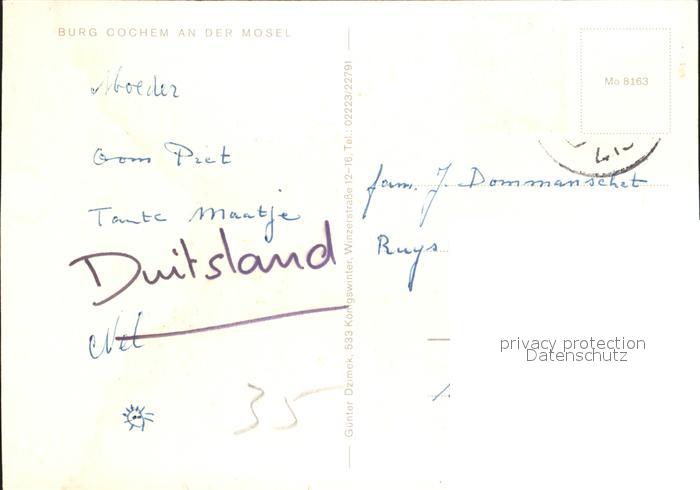 BURG COCHEM AN DER MOSEL
Moeder
Oom Piet
Tante Maatje
Duitsland
Nel
35
Günter Dzimek, 533 Königswinter, Winzerstraße 12–16, Tel.: 02223/22791
Mo 8163
fam. J. Dommanschet
Ruys
privacy protection
Datenschutz